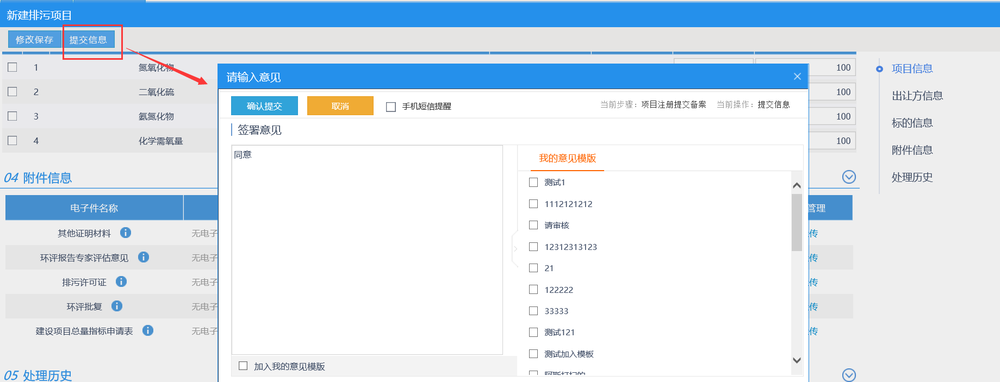 新建排污项目
修改保存 提交信息
1 氮氧化物 100
2 二氧化硫 100
3 氨氮化物 100
4 化学需氧量 100
项目信息
出让方信息
标的信息
附件信息
处理历史
请输入意见
确认提交 取消 手机短信提醒 当前步骤：项目注册提交备案 当前操作：提交信息
签署意见
同意
加入我的意见模版
我的意见模版
测试1
1112121212
请审核
12312313123
21
122222
33333
测试121
测试加入模板
04 附件信息
电子件名称 管理
其他证明材料 无电子 传
环评报告专家评估意见 无电子 传
排污许可证 无电子 传
环评批复 无电子 传
建设项目总量指标申请表 无电子 传
05 处理历史